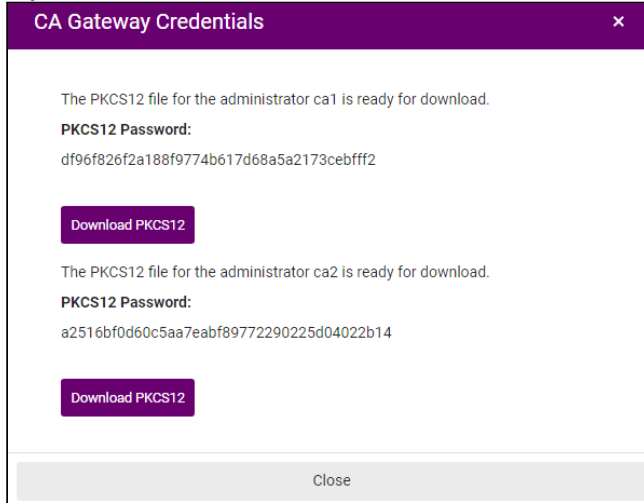 CA Gateway Credentials ×
The PKCS12 file for the administrator ca1 is ready for download.
PKCS12 Password:
df96f826f2a188f9774b617d68a5a2173cebfff2
Download PKCS12
The PKCS12 file for the administrator ca2 is ready for download.
PKCS12 Password:
a2516bf0d60c5aa7eabf89772290225d04022b14
Download PKCS12
Close